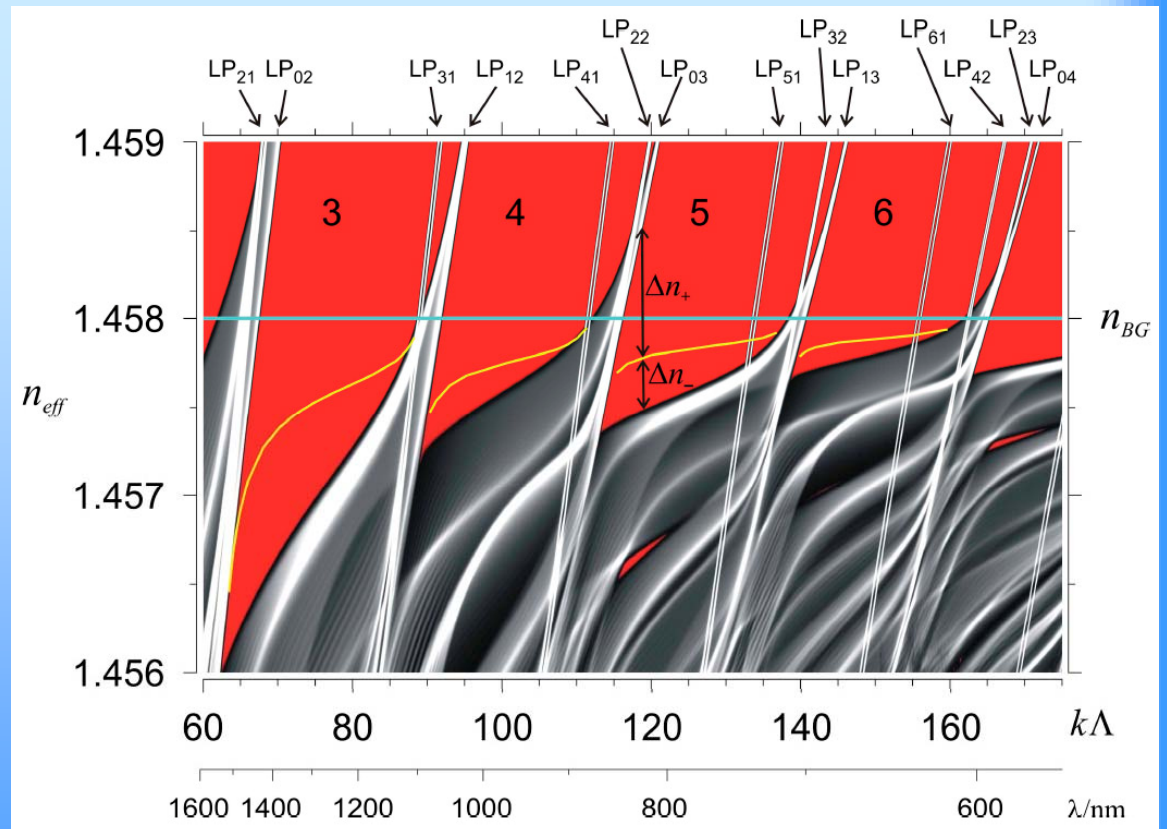 LP₂₂ LP₃₂ LP₆₁ LP₂₃
LP₂₁ LP₀₂ LP₃₁ LP₁₂ LP₄₁ LP₀₃ LP₅₁ LP₁₃ LP₄₂ LP₀₄
1.459
3 4 5 6
Δn₊
1.458 n_BG
Δn₋
n_eff
1.457
1.456
60 80 100 120 140 160 kΛ
1600 1400 1200 1000 800 600 λ/nm